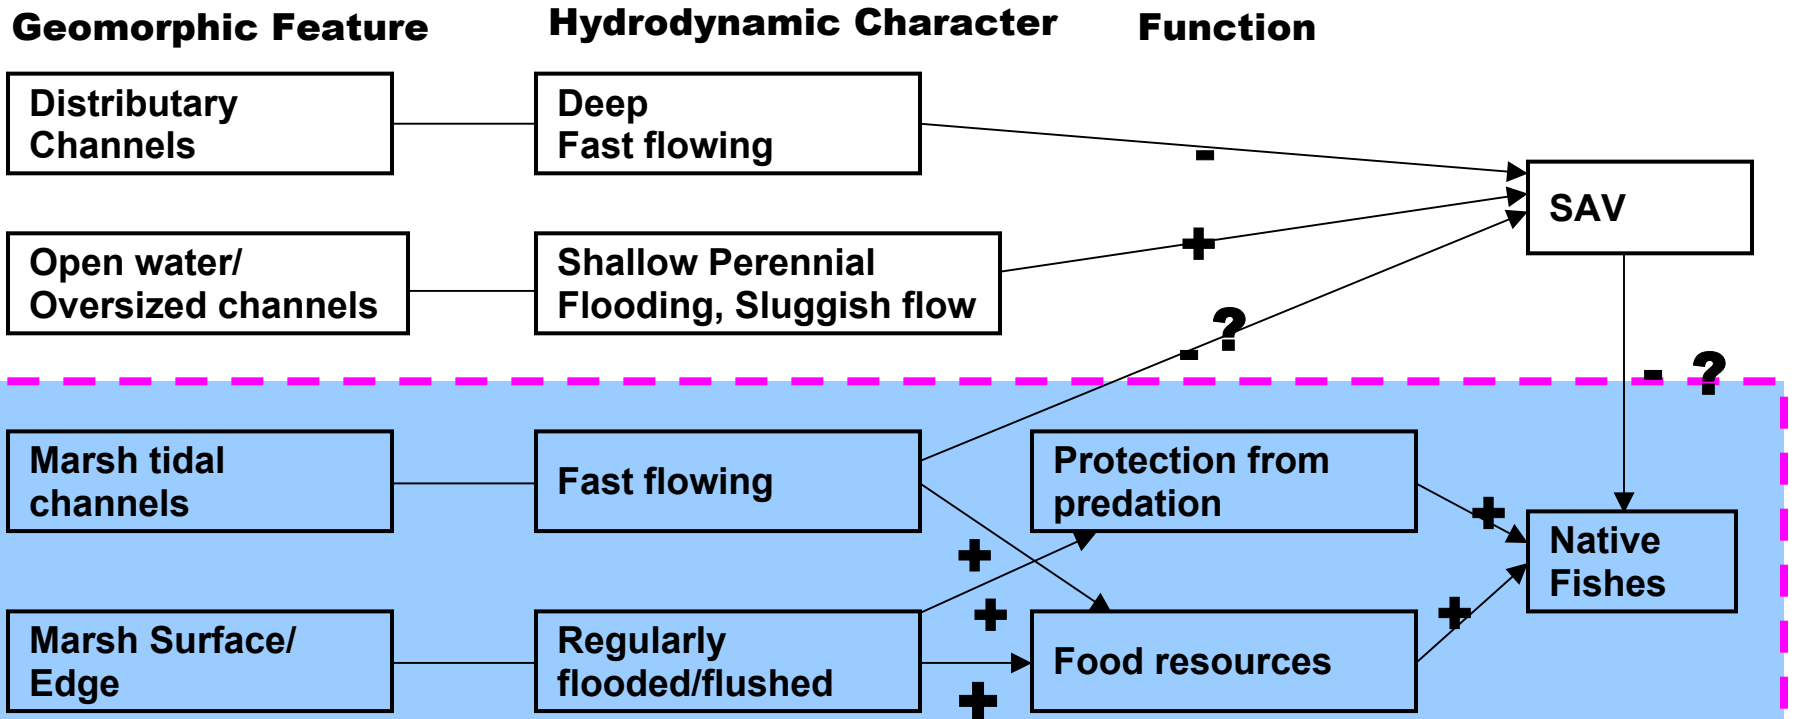 Geomorphic Feature
Hydrodynamic Character
Function
Distributary
Channels
Deep
Fast flowing
-
SAV
Open water/
Oversized channels
Shallow Perennial
Flooding, Sluggish flow
+
- ?
- ?
Marsh tidal
channels
Fast flowing
Protection from
predation
+
Native
Fishes
+
+
+
Marsh Surface/
Edge
Regularly
flooded/flushed
Food resources
+